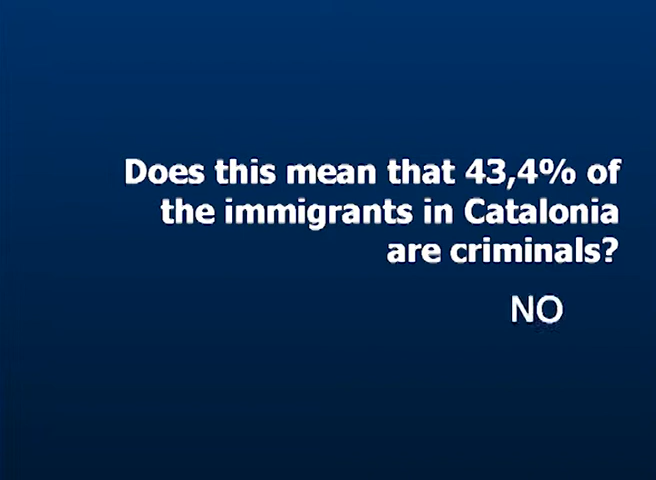 Does this mean that 43,4% of
the immigrants in Catalonia
are criminals?
NO